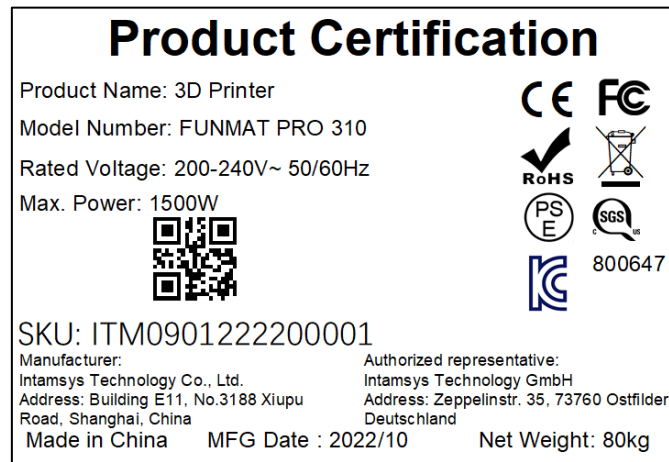 Product Certification
Product Name: 3D Printer
Model Number: FUNMAT PRO 310
Rated Voltage: 200-240V~ 50/60Hz
Max. Power: 1500W
CE FC
RoHS
PS
E
SGS
C US
KC
800647
SKU: ITM0901222200001
Manufacturer:
Intamsys Technology Co., Ltd.
Address: Building E11, No.3188 Xiupu
Road, Shanghai, China
Authorized representative:
Intamsys Technology GmbH
Address: Zeppelinstr. 35, 73760 Ostfilder
Deutschland
Made in China MFG Date : 2022/10 Net Weight: 80kg